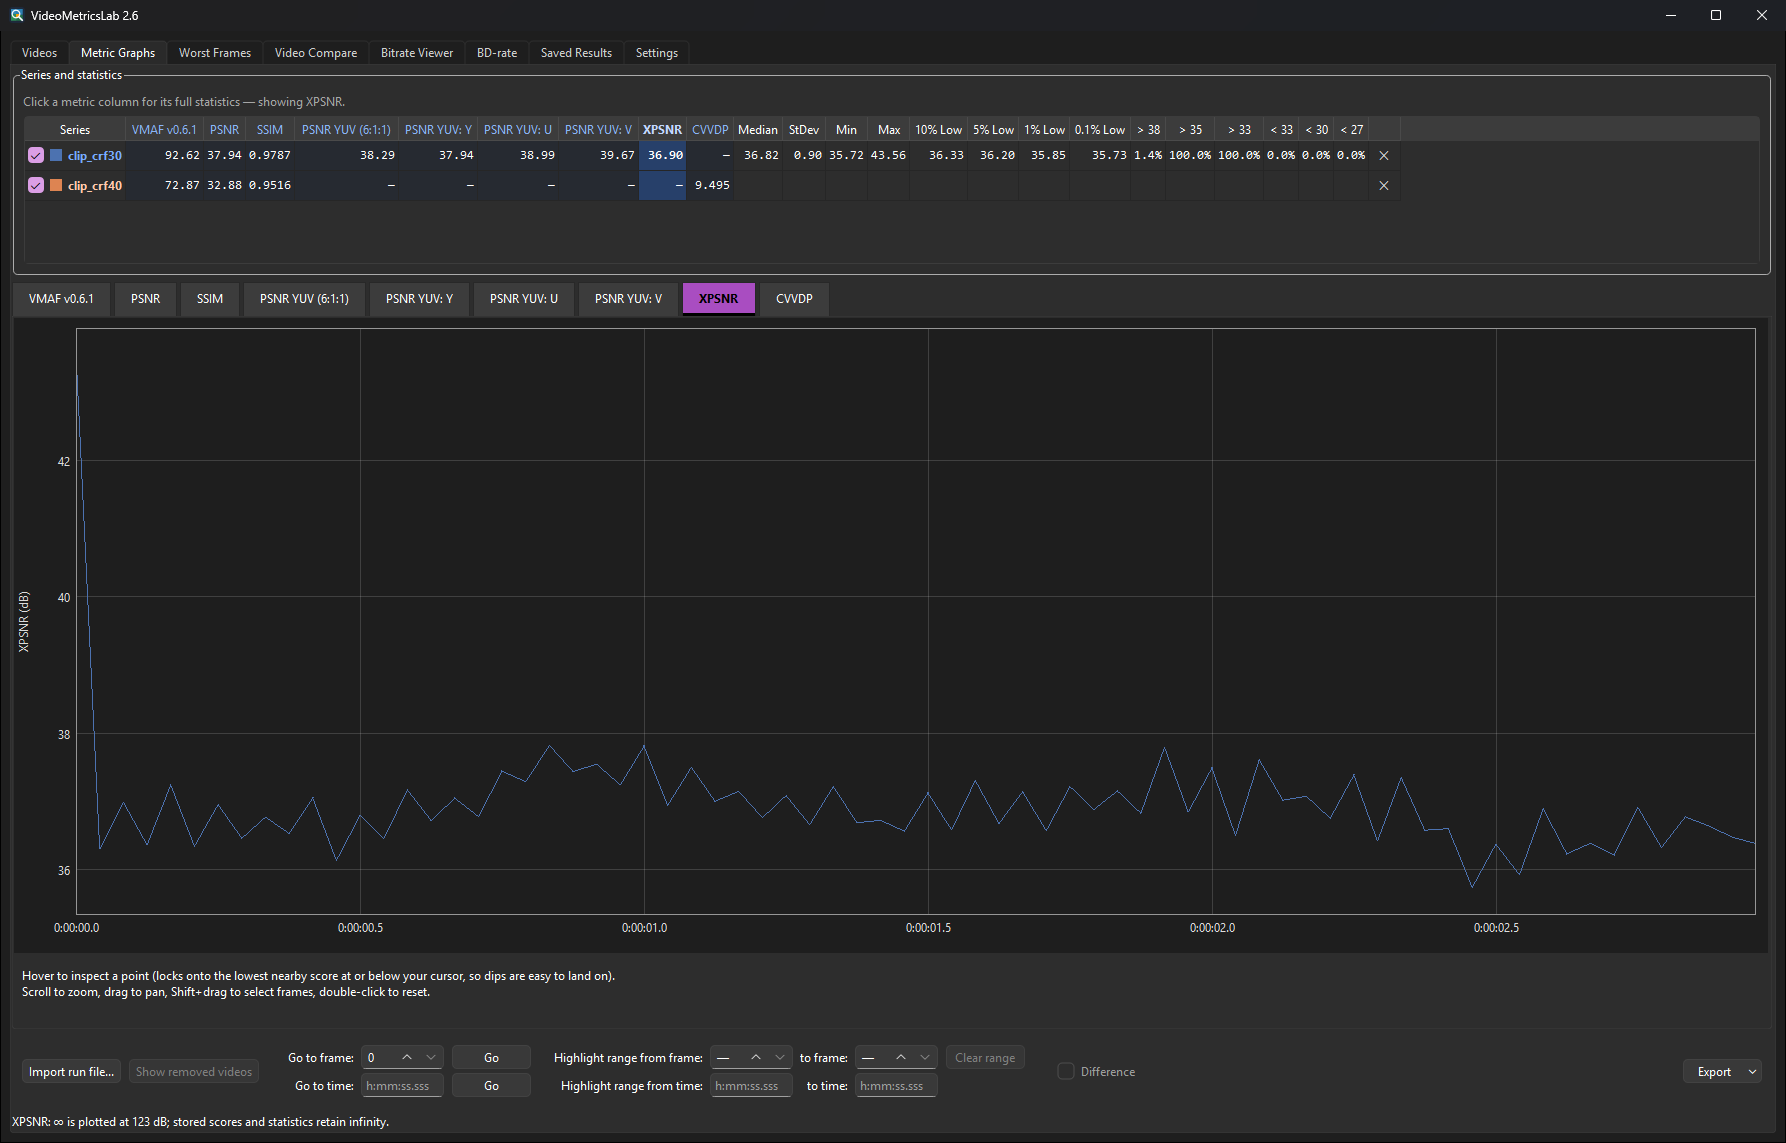 VideoMetricsLab 2.6
Videos Metric Graphs Worst Frames Video Compare Bitrate Viewer BD-rate Saved Results Settings
Series and statistics
Click a metric column for its full statistics — showing XPSNR.
Series VMAF v0.6.1 PSNR SSIM PSNR YUV (6:1:1) PSNR YUV: Y PSNR YUV: U PSNR YUV: V XPSNR CVVDP Median StDev Min Max 10% Low 5% Low 1% Low 0.1% Low > 38 > 35 > 33 < 33 < 30 < 27
clip_crf30 92.62 37.94 0.9787 38.29 37.94 38.99 39.67 36.90 — 36.82 0.90 35.72 43.56 36.33 36.20 35.85 35.73 1.4% 100.0% 100.0% 0.0% 0.0% 0.0% ×
clip_crf40 72.87 32.88 0.9516 — — — — — 9.495 ×
VMAF v0.6.1 PSNR SSIM PSNR YUV (6:1:1) PSNR YUV: Y PSNR YUV: U PSNR YUV: V XPSNR CVVDP
XPSNR (dB)
42
40
38
36
0:00:00.0 0:00:00.5 0:00:01.0 0:00:01.5 0:00:02.0 0:00:02.5
Hover to inspect a point (locks onto the lowest nearby score at or below your cursor, so dips are easy to land on).
Scroll to zoom, drag to pan, Shift+drag to select frames, double-click to reset.
Import run file... Show removed videos
Go to frame: 0 Go Highlight range from frame: — to frame: — Clear range
Go to time: h:mm:ss.sss Go Highlight range from time: h:mm:ss.sss to time: h:mm:ss.sss
Difference
Export
XPSNR: ∞ is plotted at 123 dB; stored scores and statistics retain infinity.